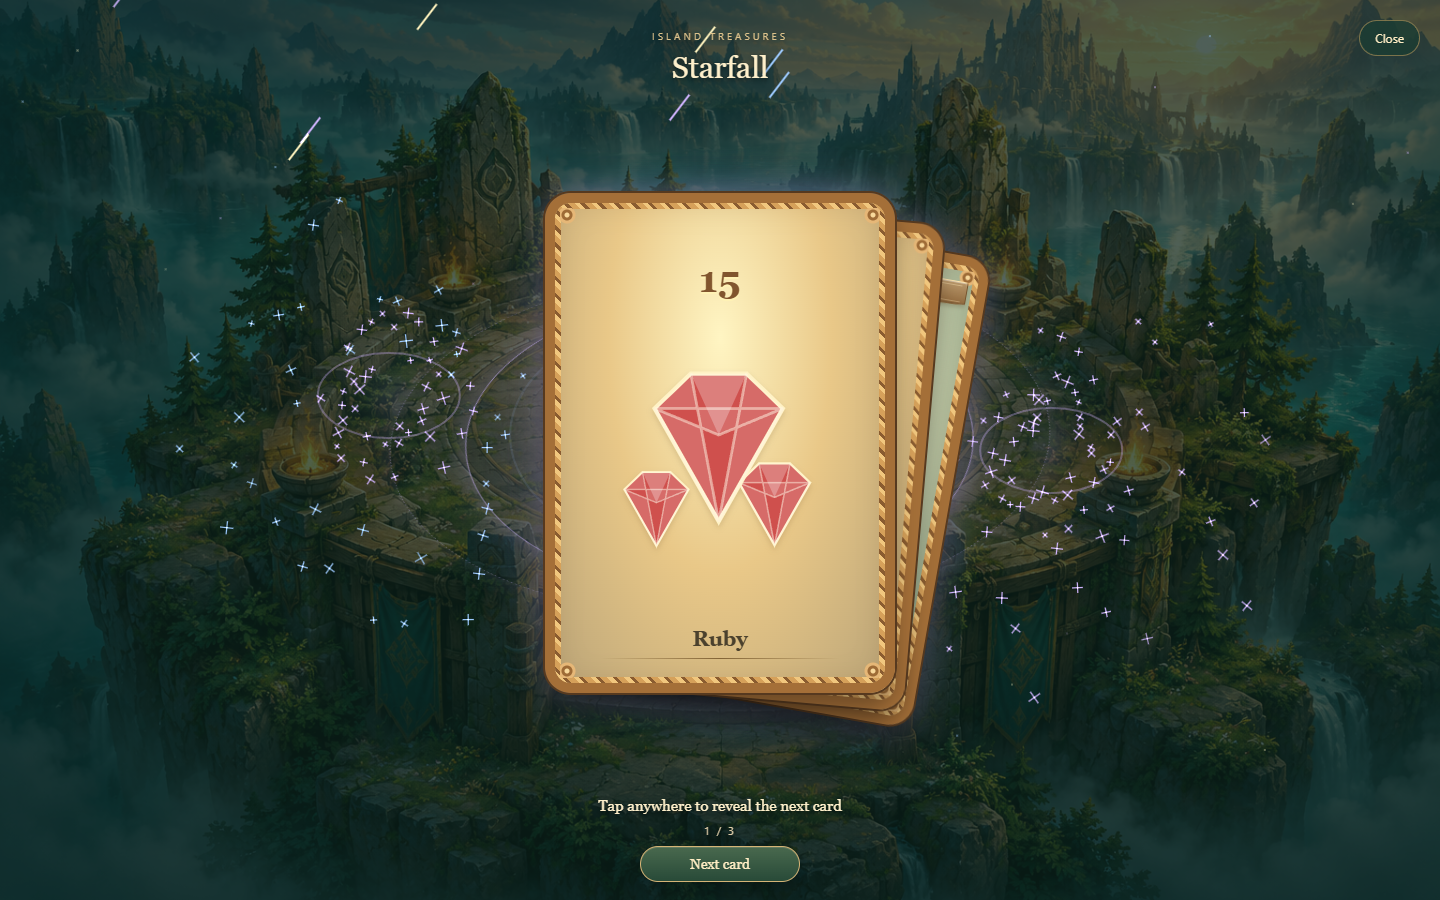 ISLAND TREASURES
Starfall
Close
15
Ruby
Tap anywhere to reveal the next card
1 / 3
Next card